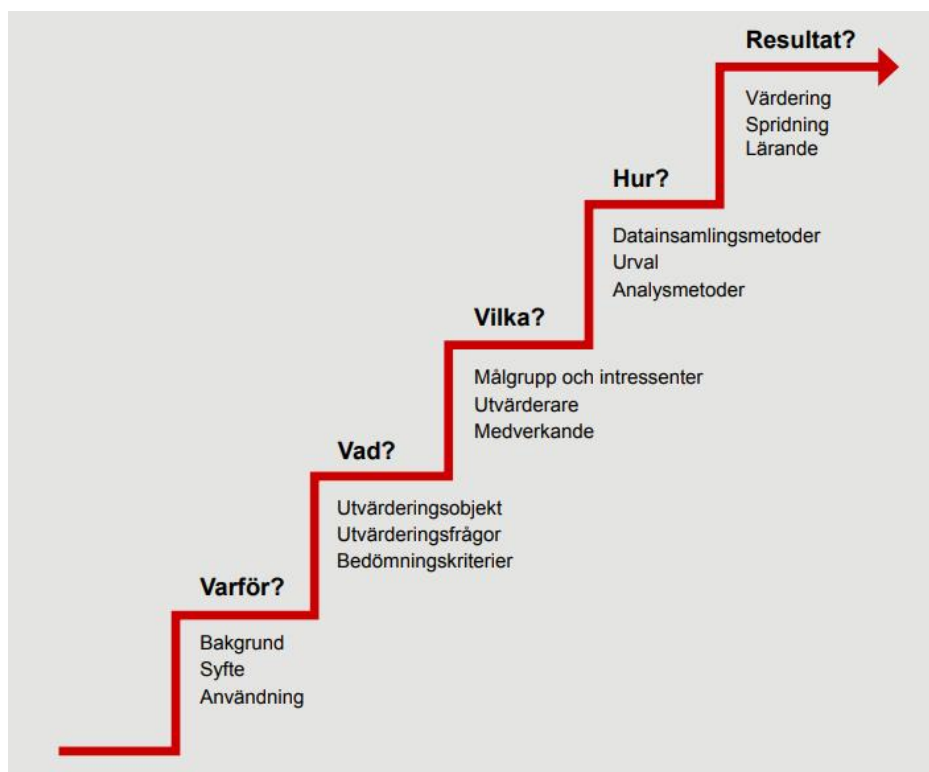 Resultat?
Värdering
Spridning
Lärande
Hur?
Datainsamlingsmetoder
Urval
Analysmetoder
Vilka?
Målgrupp och intressenter
Utvärderare
Medverkande
Vad?
Utvärderingsobjekt
Utvärderingsfrågor
Bedömningskriterier
Varför?
Bakgrund
Syfte
Användning